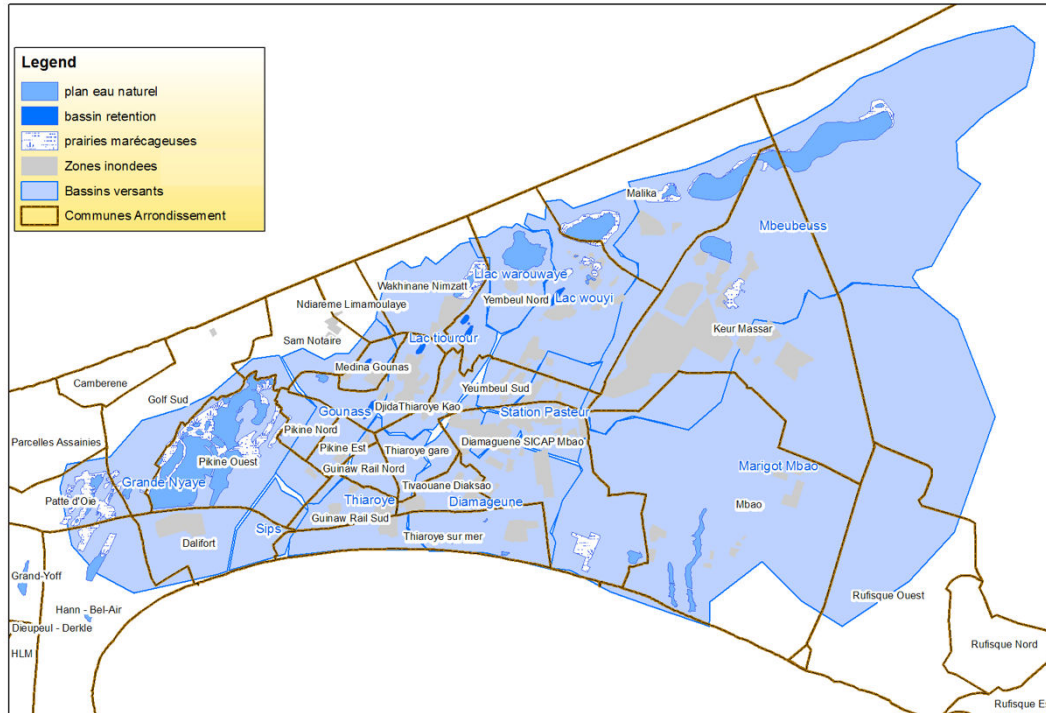 Legend
plan eau naturel
bassin retention
prairies marécageuses
Zones inondees
Bassins versants
Communes Arrondissement
Malika
Mbeubeuss
Liac warouwaye
Wakhinane Nimzatt
Yembeul Nord
Lac wouyi
Ndiareme Limamoulaye
Keur Massar
Sam Notaire
Lac tiourour
Medina Gounas
Camberene
Yeumbeul Sud
Golf Sud
DjidaThiaroye Kao
Gounass
Station Pasteur
Pikine Nord
Parcelles Assainies
Diamaguene SICAP Mbao
Pikine Est
Thiaroye gare
Pikine Ouest
Guinaw Rail Nord
Marigot Mbao
Grande Nyaye
Tivaouane Diaksao
Patte d'Oie
Thiaroye
Diamageune
Mbao
Guinaw Rail Sud
Sips
Thiaroye sur mer
Dalifort
Grand-Yoff
Rufisque Ouest
Hann - Bel-Air
Dieupeul - Derkle
Rufisque Nord
HLM
Rufisque Es